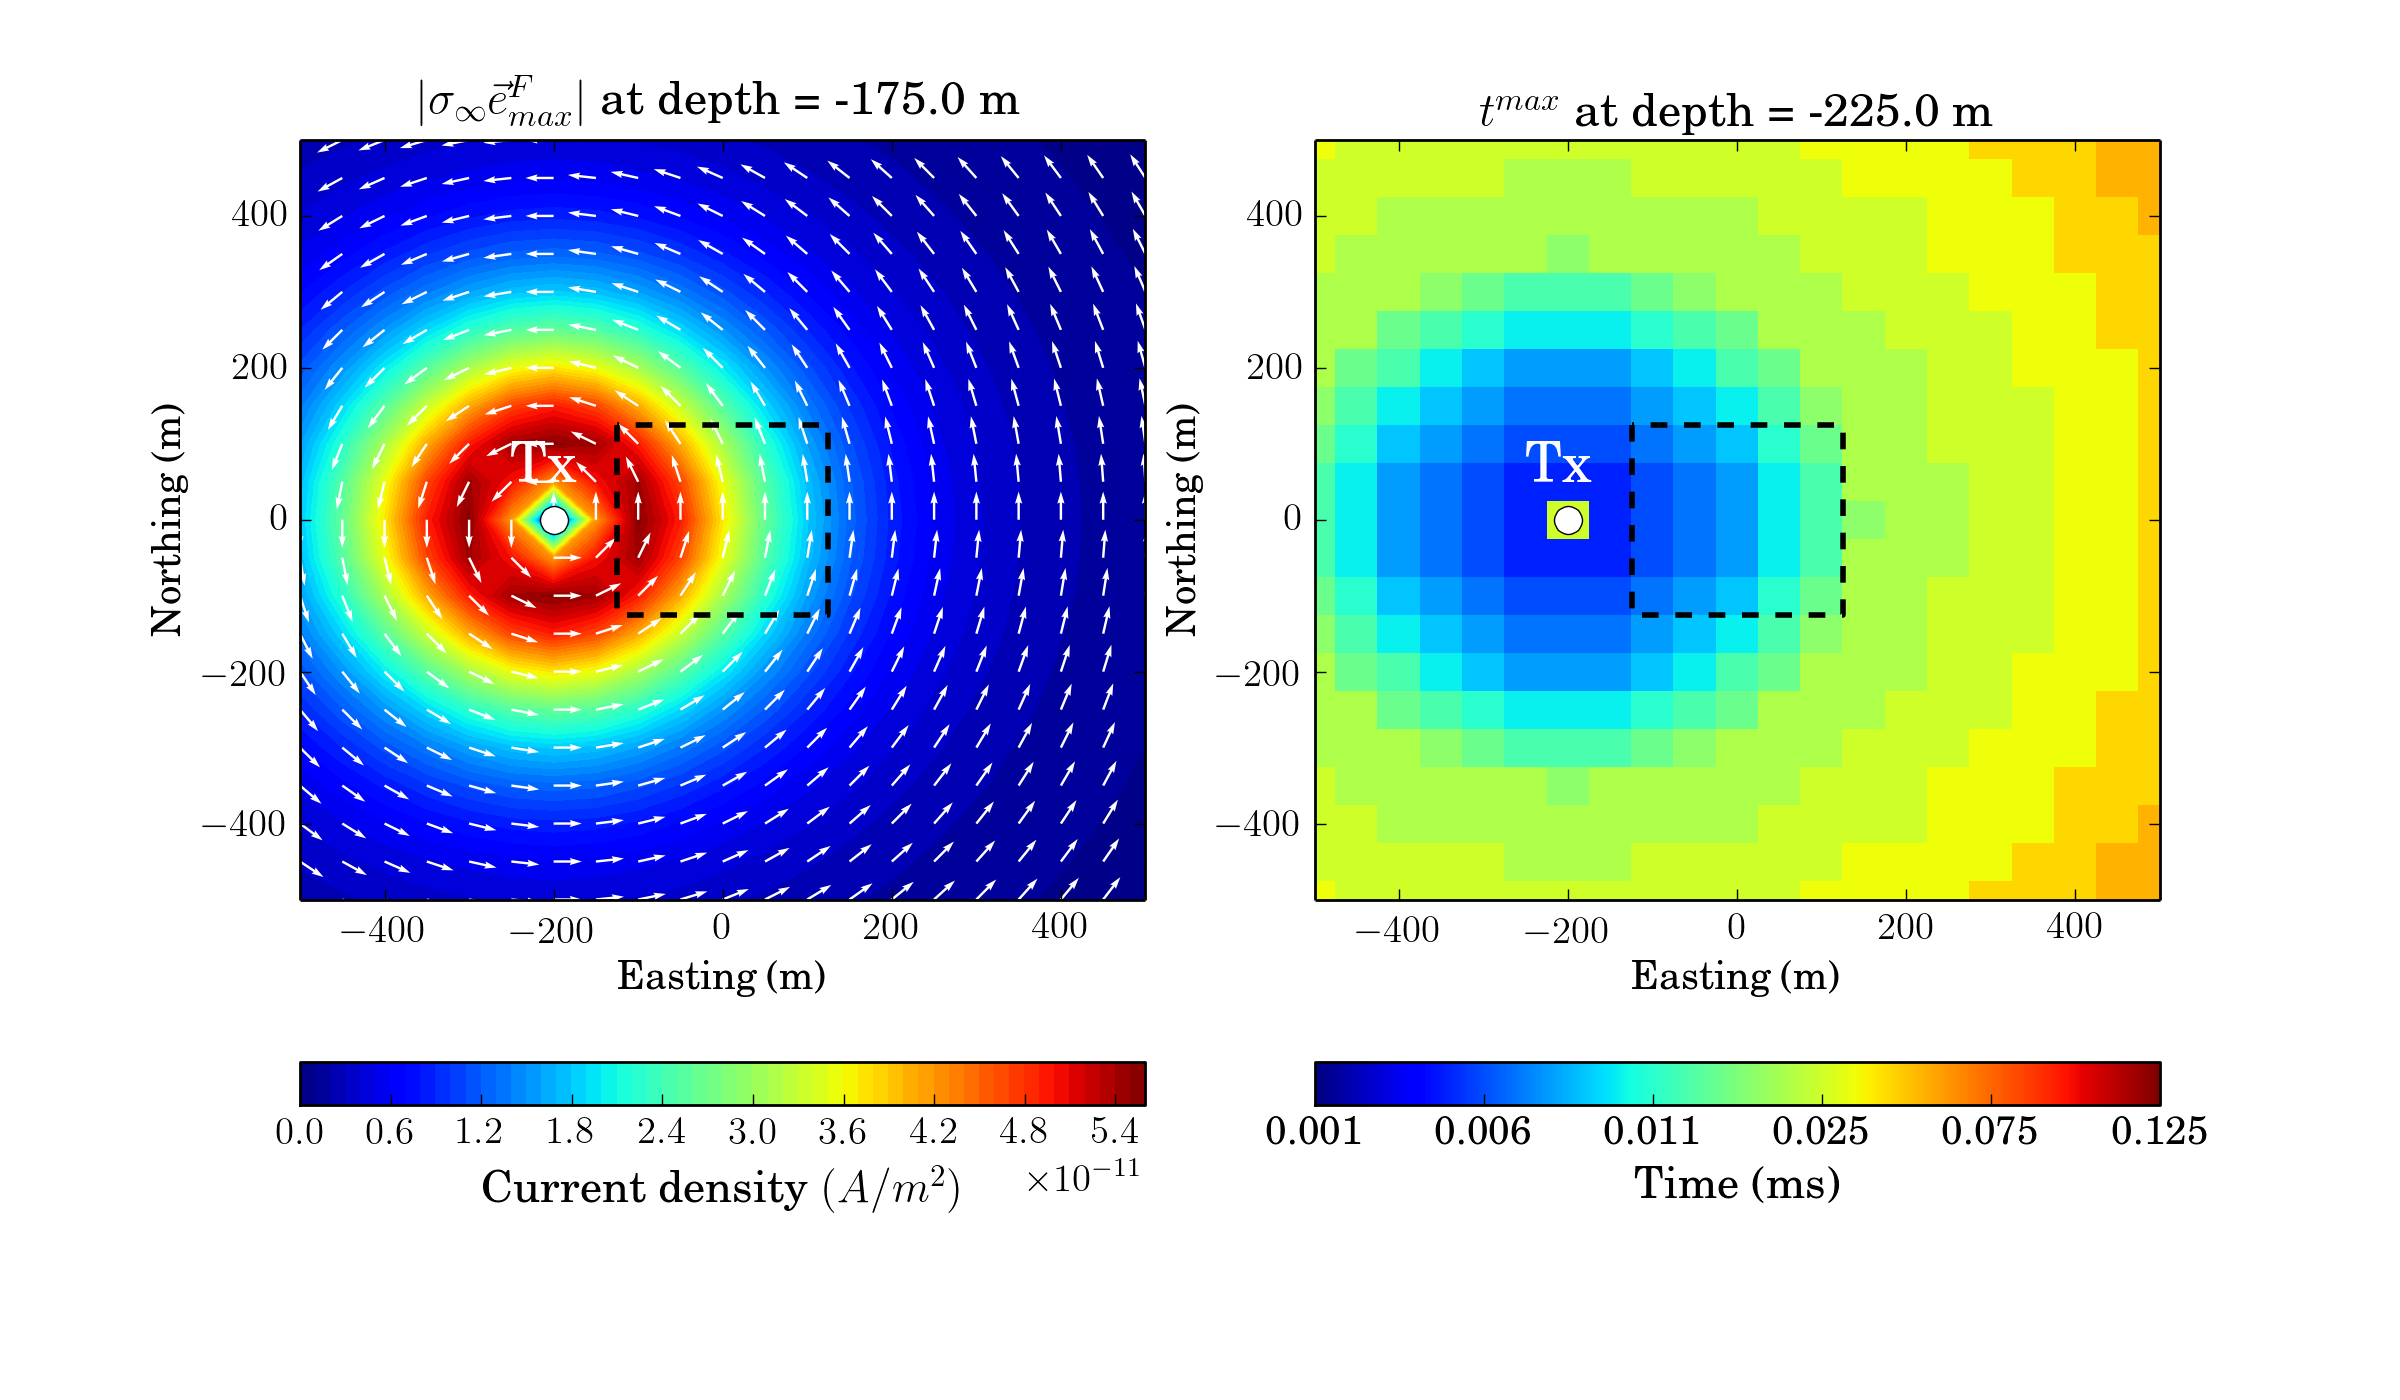 |σ∞e⃗ᶠmax| at depth = -175.0 m
400
200
0
−200
−400
Northing (m)
Tx
−400 −200 0 200 400
Easting (m)
0.0 0.6 1.2 1.8 2.4 3.0 3.6 4.2 4.8 5.4
×10⁻¹¹
Current density (A/m²)
tᵐᵃˣ at depth = -225.0 m
400
200
0
−200
−400
Northing (m)
Tx
−400 −200 0 200 400
Easting (m)
0.001 0.006 0.011 0.025 0.075 0.125
Time (ms)